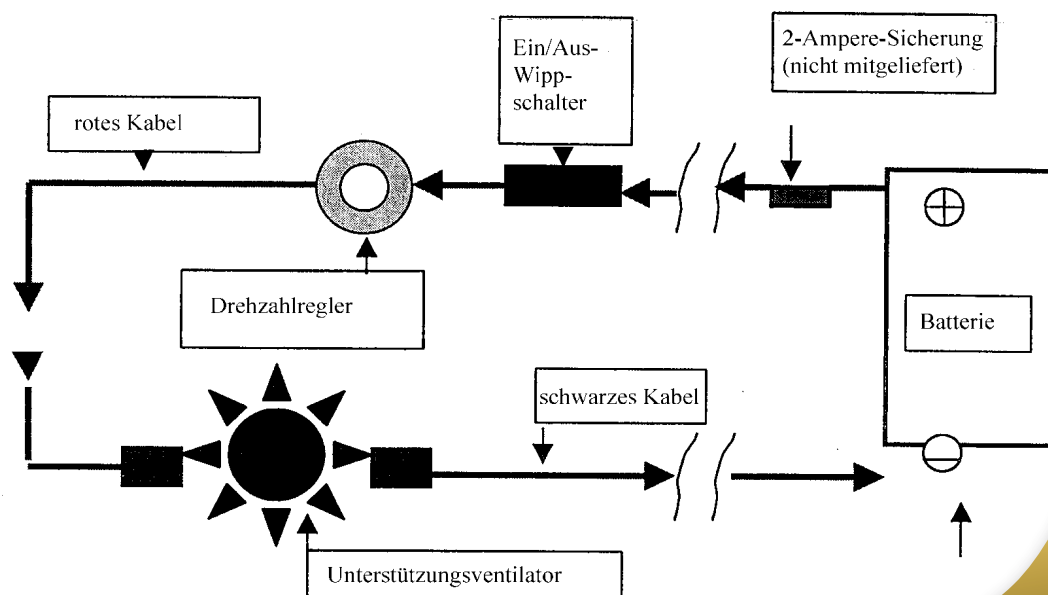 Ein/Aus-
Wipp-
schalter
2-Ampere-Sicherung
(nicht mitgeliefert)
rotes Kabel
Drehzahlregler
Batterie
schwarzes Kabel
Unterstützungsventilator